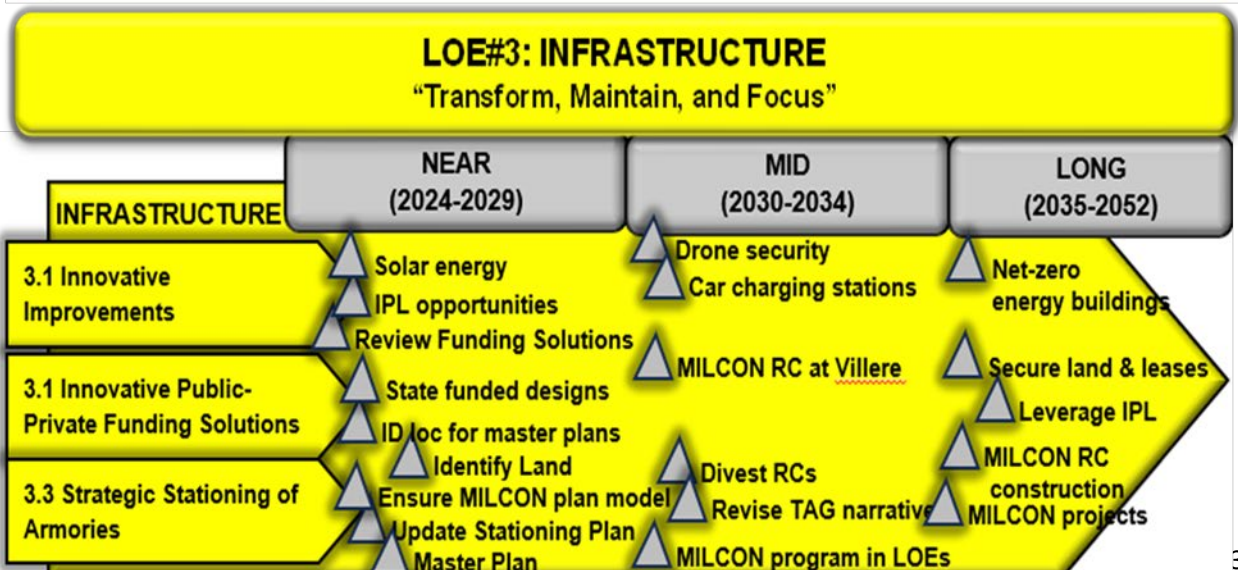 LOE#3: INFRASTRUCTURE
“Transform, Maintain, and Focus”
NEAR
(2024-2029)
MID
(2030-2034)
LONG
(2035-2052)
INFRASTRUCTURE
3.1 Innovative
Improvements
Solar energy
IPL opportunities
Review Funding Solutions
Drone security
Car charging stations
Net-zero
energy buildings
3.1 Innovative Public-
Private Funding Solutions
State funded designs
ID loc for master plans
Identify Land
MILCON RC at Villere
Secure land & leases
Leverage IPL
3.3 Strategic Stationing of
Armories
Ensure MILCON plan model
Update Stationing Plan
Master Plan
Divest RCs
Revise TAG narrative
MILCON program in LOEs
MILCON RC
construction
MILCON projects
3